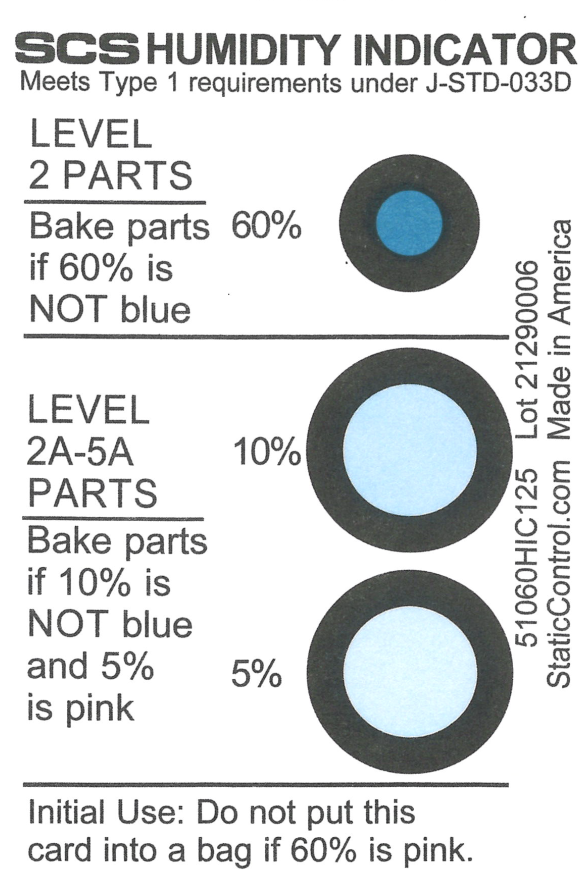 SCS HUMIDITY INDICATOR
Meets Type 1 requirements under J-STD-033D
LEVEL
2 PARTS
Bake parts 60%
if 60% is
NOT blue
LEVEL
2A-5A 10%
PARTS
Bake parts
if 10% is
NOT blue
and 5% 5%
is pink
51060HIC125 Lot 21290006
StaticControl.com Made in America
Initial Use: Do not put this
card into a bag if 60% is pink.